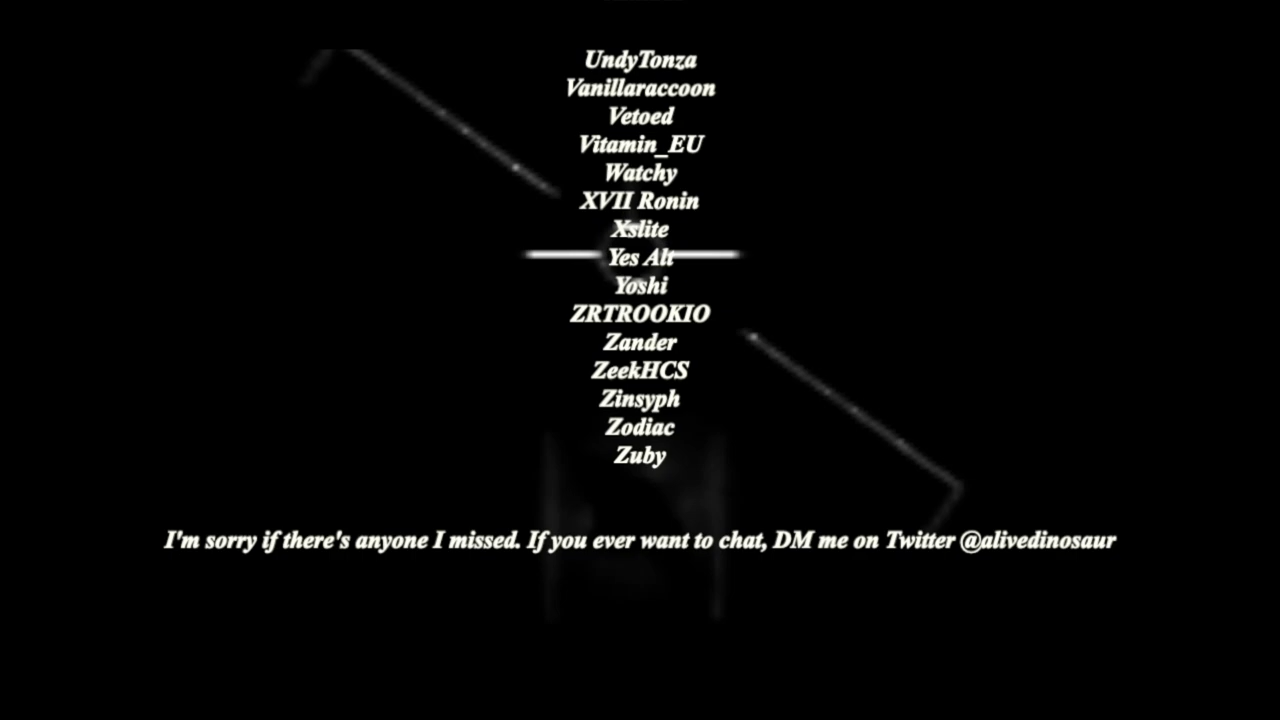 UndyTonza
Vanillaraccoon
Vetoed
Vitamin_EU
Watchy
XVII Ronin
Xslite
Yes Alt
Yoshi
ZRTROOKIO
Zander
ZeekHCS
Zinsyph
Zodiac
Zuby
I'm sorry if there's anyone I missed. If you ever want to chat, DM me on Twitter @alivedinosaur